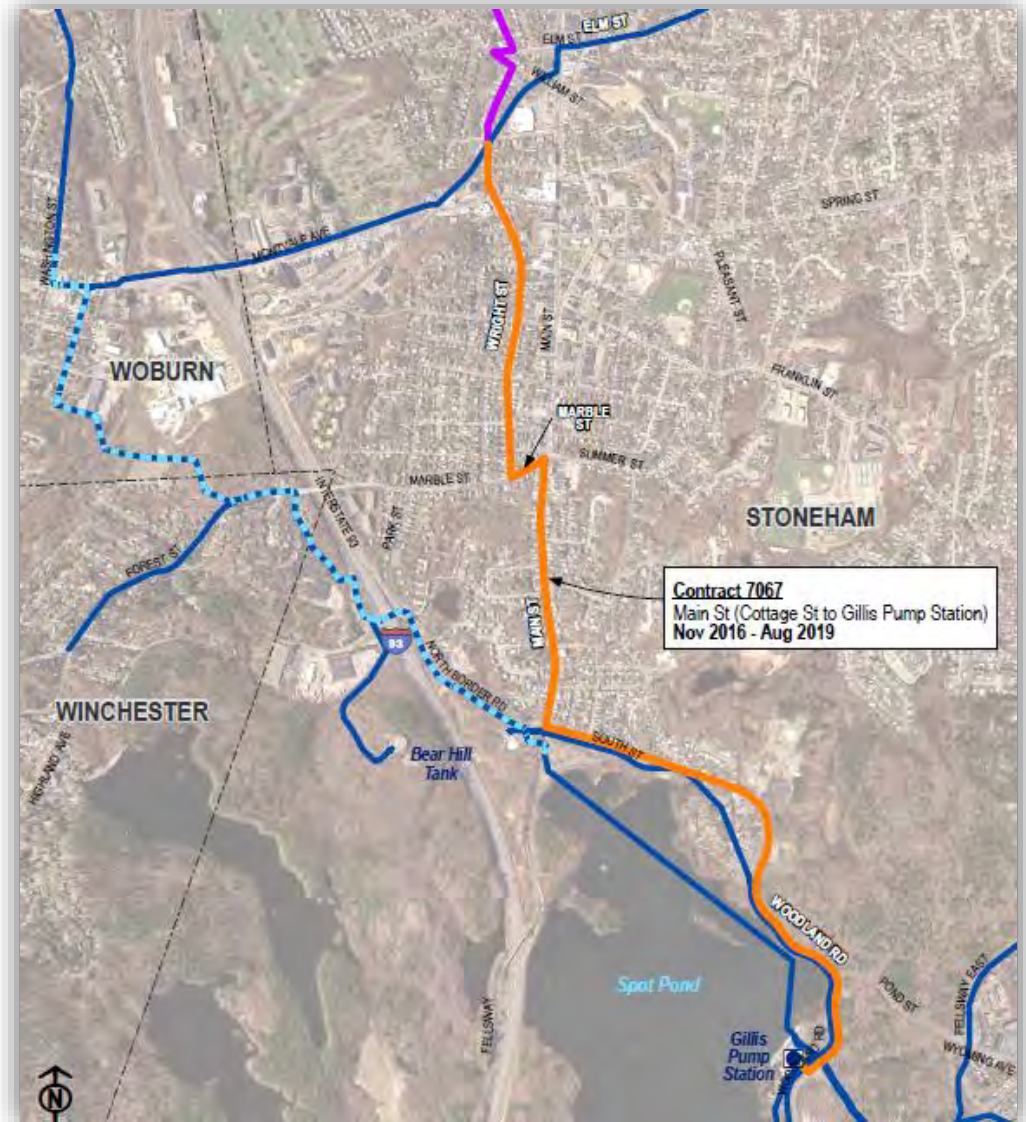 ELM ST
ELM ST
WILLIAM ST
SPRING ST
WASHINGTON ST
MONTVALE AVE
PLEASANT ST
WRIGHT ST
MAIN ST
WOBURN
FRANKLIN ST
MARBLE
ST
SUMMER ST
MARBLE ST
INTERSTATE 93
PARK ST
STONEHAM
FOREST ST
Contract 7067
Main St (Cottage St to Gillis Pump Station)
Nov 2016 - Aug 2019
MAIN ST
93
NORTH BORDER RD
WINCHESTER
HIGHLAND AVE
Bear Hill
Tank
SOUTH ST
WOODLAND RD
Spot Pond
POND ST
FELLSWAY EAST
FELLSWAY
Gillis
Pump
Station
RD
WYOMING AVE
N